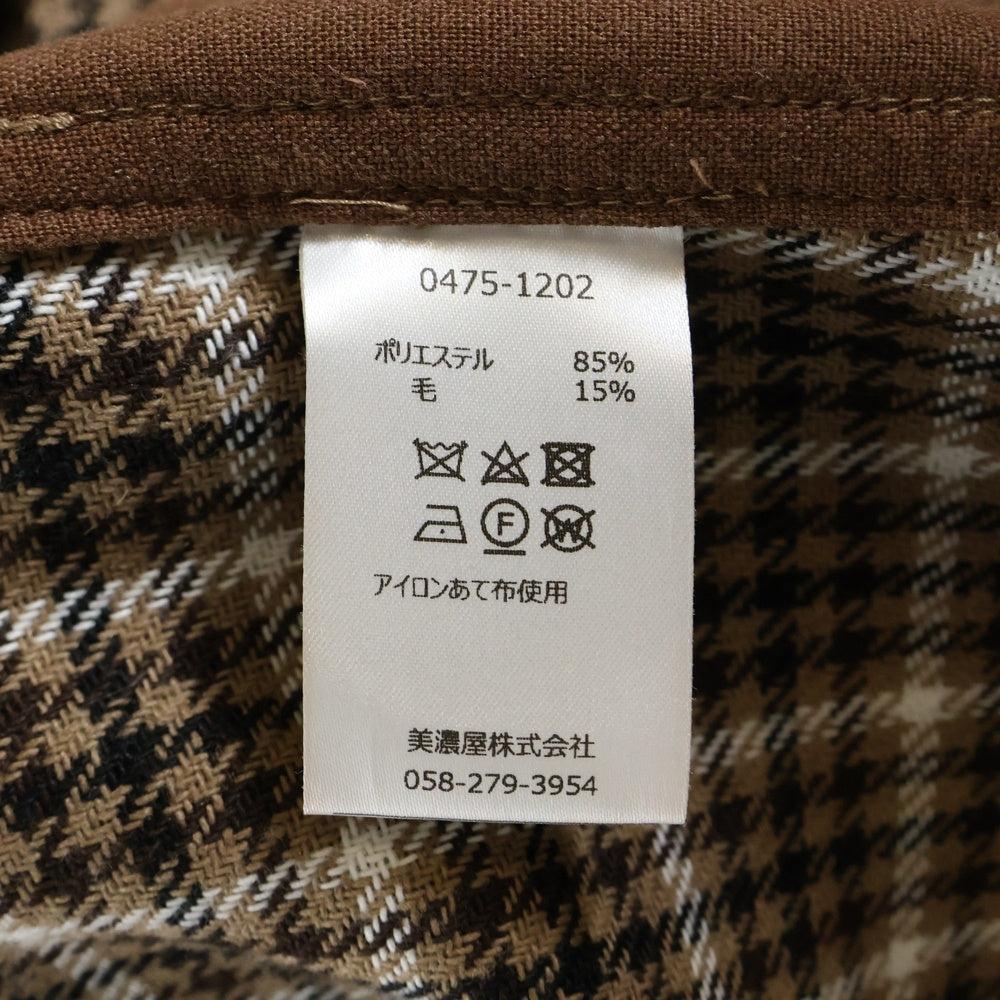 0475-1202
ポリエステル 85%
毛 15%
F
W
アイロンあて布使用
美濃屋株式会社
058-279-3954